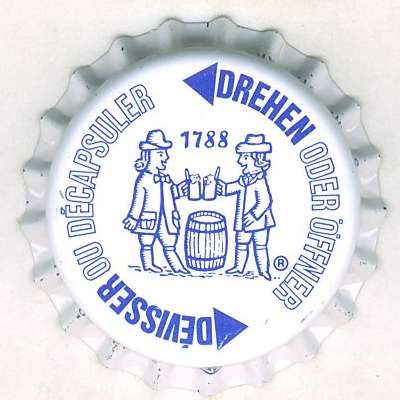 DREHEN ODER ÖFFNER
DÉVISSER OU DÉCAPSULER
1788
®